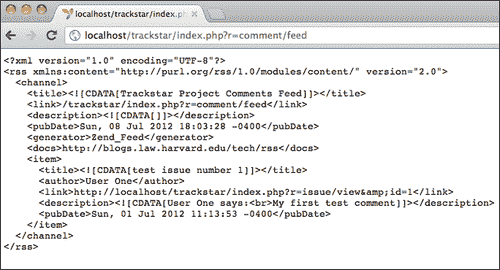 localhost/trackstar/index.ph
localhost/trackstar/index.php?r=comment/feed
<?xml version="1.0" encoding="UTF-8"?>
<rss xmlns:content="http://purl.org/rss/1.0/modules/content/" version="2.0">
<channel>
<title><![CDATA[Trackstar Project Comments Feed]]></title>
<link>/trackstar/index.php?r=comment/feed</link>
<description><![CDATA[]]></description>
<pubDate>Sun, 08 Jul 2012 18:03:28 -0400</pubDate>
<generator>Zend_Feed</generator>
<docs>http://blogs.law.harvard.edu/tech/rss</docs>
<item>
<title><![CDATA[test issue number 1]]></title>
<author>User One</author>
<link>http://localhost/trackstar/index.php?r=issue/view&amp;id=1</link>
<description><![CDATA[User One says:<br>My first test comment]]></description>
<pubDate>Sun, 01 Jul 2012 11:13:53 -0400</pubDate>
</item>
</channel>
</rss>